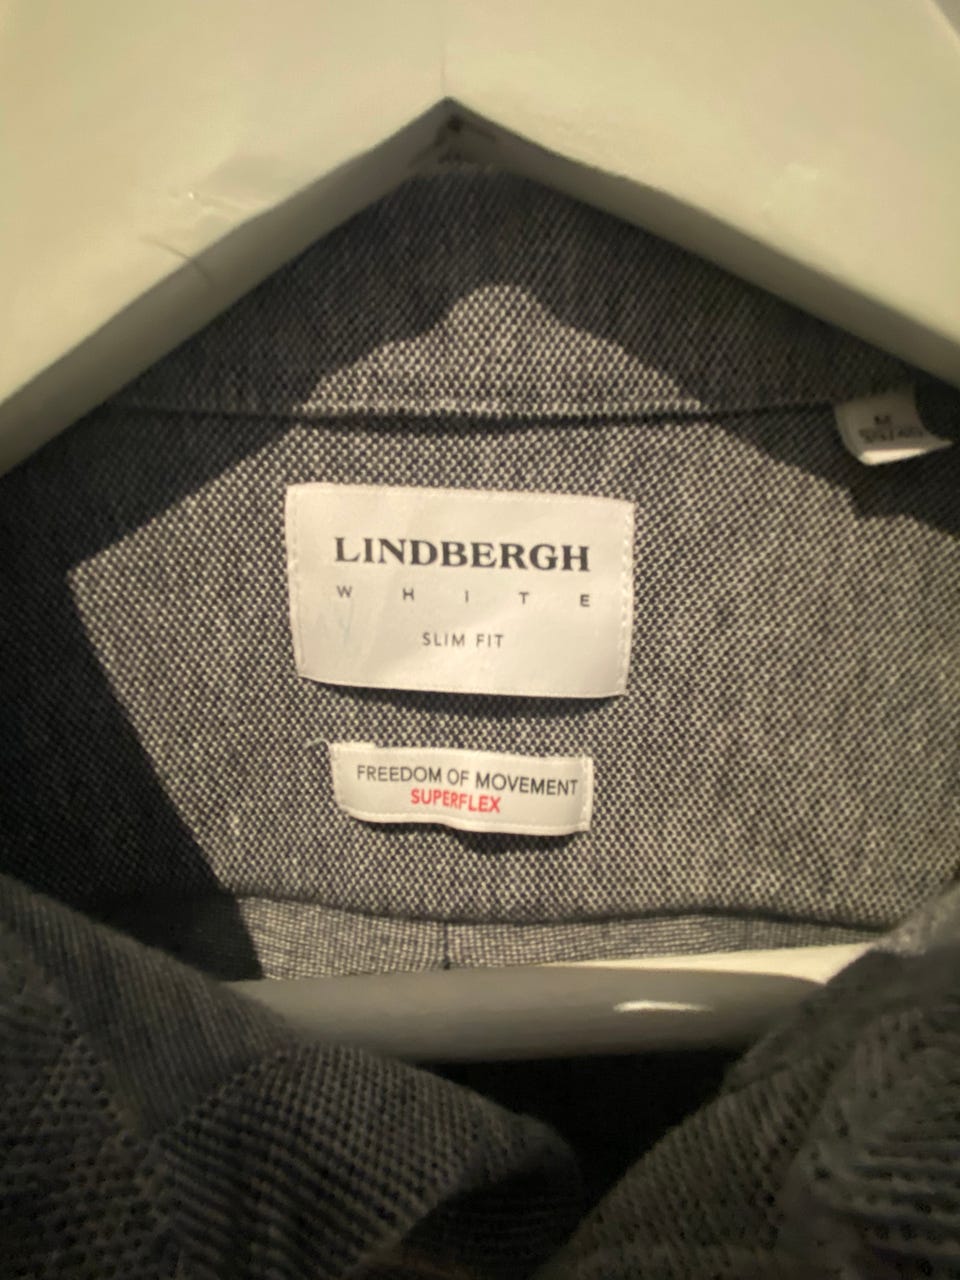 LINDBERGH
WHITE
SLIM FIT
FREEDOM OF MOVEMENT
SUPERFLEX
M